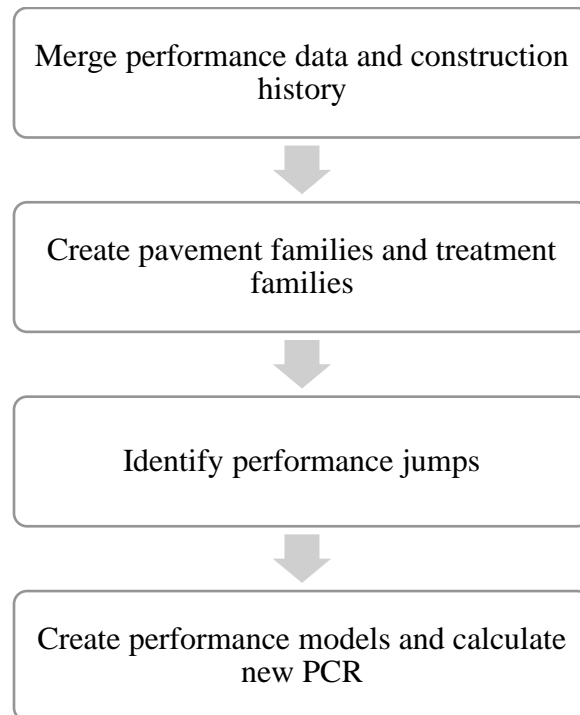 Merge performance data and construction
history
Create pavement families and treatment
families
Identify performance jumps
Create performance models and calculate
new PCR